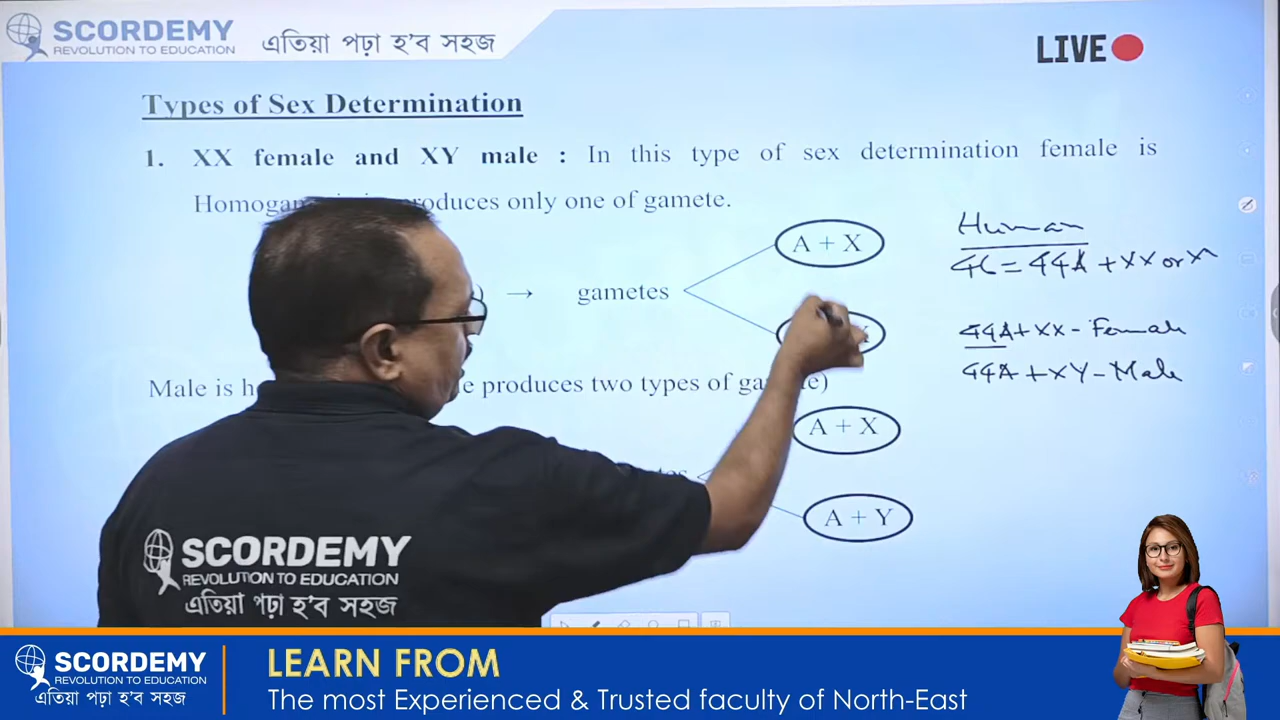 SCORDEMY
REVOLUTION TO EDUCATION
এতিয়া পঢ়া হ'ব সহজ
LIVE
Types of Sex Determination
1. XX female and XY male : In this type of sex determination female is
produces only one of gamete.
→ gametes
A + X
Male is
produces two types of
A + X
A + Y
Human
46 = 44A + XX or
44A + XX - Female
44A + XY - Male
SCORDEMY
REVOLUTION TO EDUCATION
এতিয়া পঢ়া হ'ব সহজ
SCORDEMY
REVOLUTION TO EDUCATION
এতিয়া পঢ়া হ'ব সহজ
LEARN FROM
The most Experienced & Trusted faculty of North-East